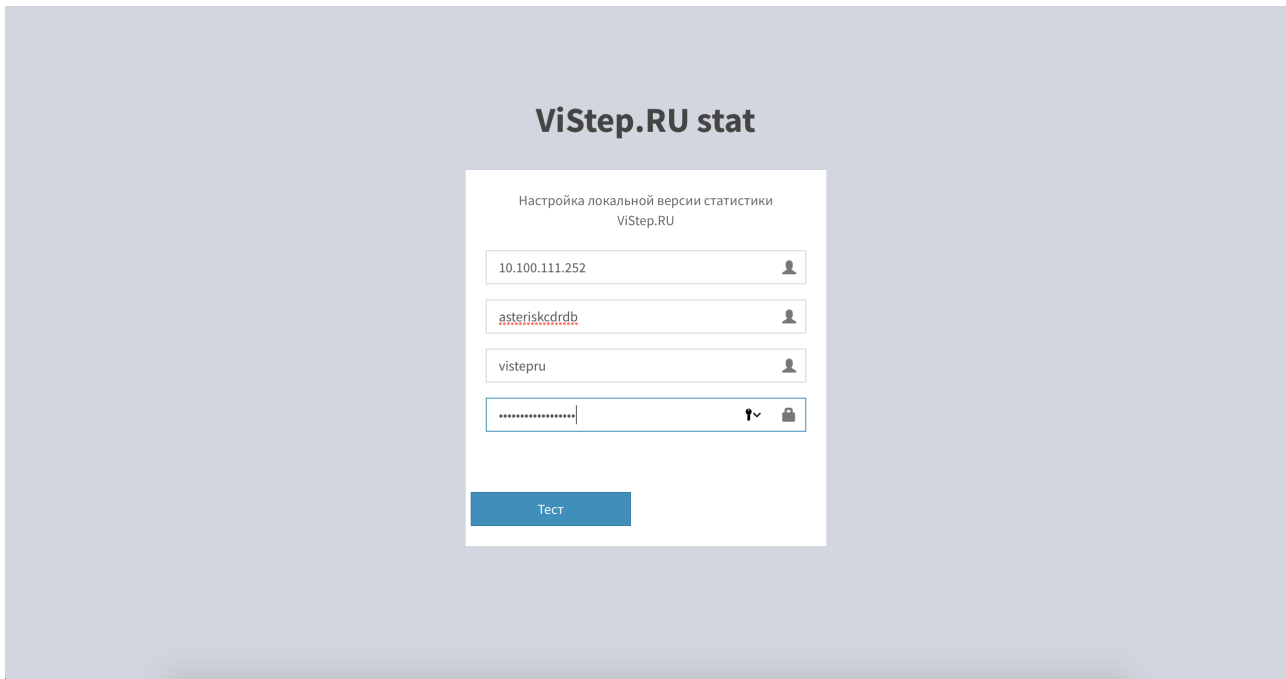 ViStep.RU stat
Настройка локальной версии статистики
ViStep.RU
10.100.111.252
asteriskcdrdb
vistepru
••••••••••••••••••
Тест